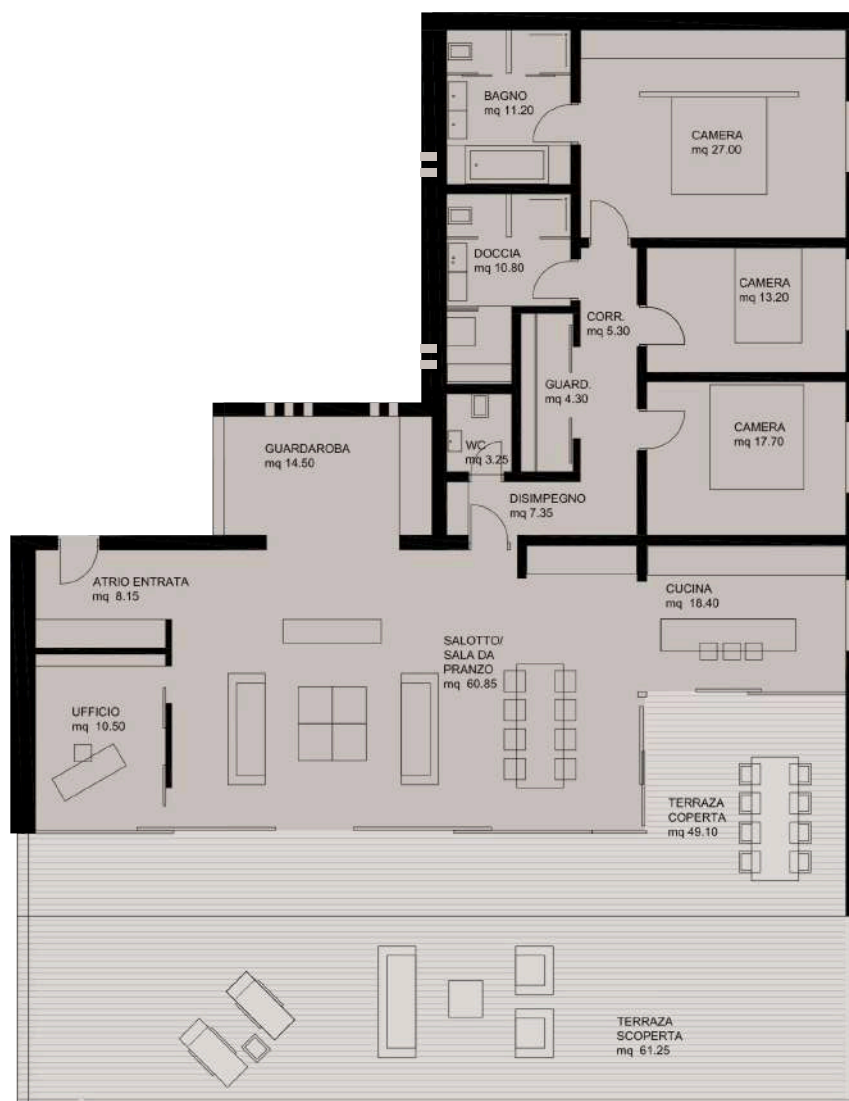 BAGNO
mq 11.20
CAMERA
mq 27.00
DOCCIA
mq 10.80
CAMERA
mq 13.20
CORR.
mq 5.30
GUARD.
mq 4.30
CAMERA
mq 17.70
GUARDAROBA
mq 14.50
WC
mq 3.25
DISIMPEGNO
mq 7.35
ATRIO ENTRATA
mq 8.15
CUCINA
mq 18.40
SALOTTO/
SALA DA
PRANZO
mq 60.85
UFFICIO
mq 10.50
TERRAZA
COPERTA
mq 49.10
TERRAZA
SCOPERTA
mq 61.25